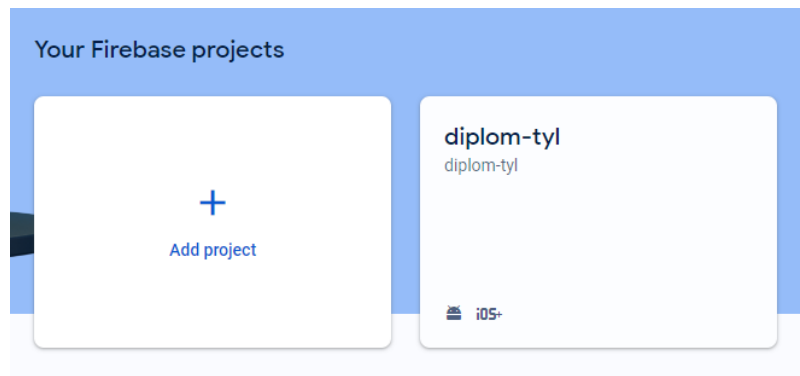 Your Firebase projects
Add project
diplom-tyl
diplom-tyl
iOS+